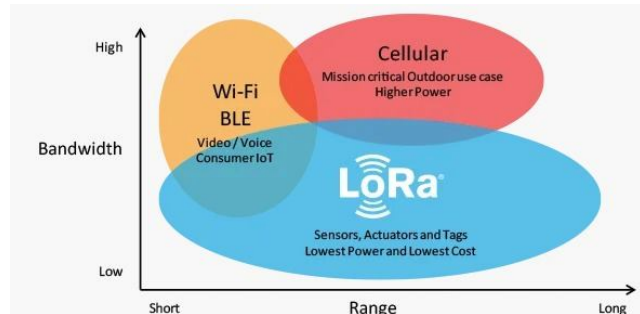 High
Cellular
Mission critical Outdoor use case
Higher Power
Wi-Fi
BLE
Video / Voice
Consumer IoT
Bandwidth
LoRa®
Sensors, Actuators and Tags
Lowest Power and Lowest Cost
Low
Short
Range
Long